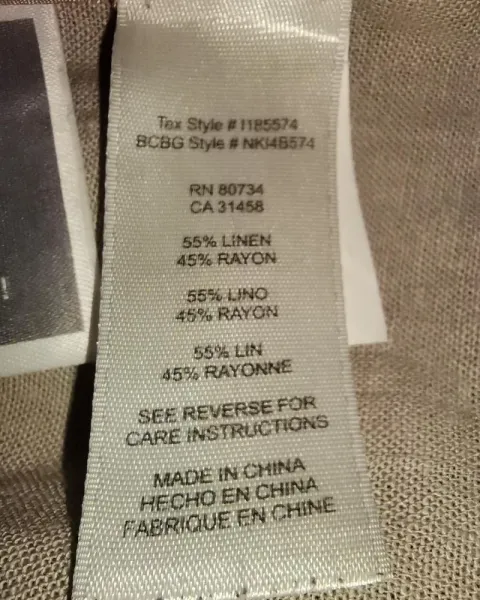 Tax Style # I185574
BCBG Style # NKI4B574
RN 80734
CA 31458
55% LINEN
45% RAYON
55% LINO
45% RAYON
55% LIN
45% RAYONNE
SEE REVERSE FOR
CARE INSTRUCTIONS
MADE IN CHINA
HECHO EN CHINA
FABRIQUE EN CHINE